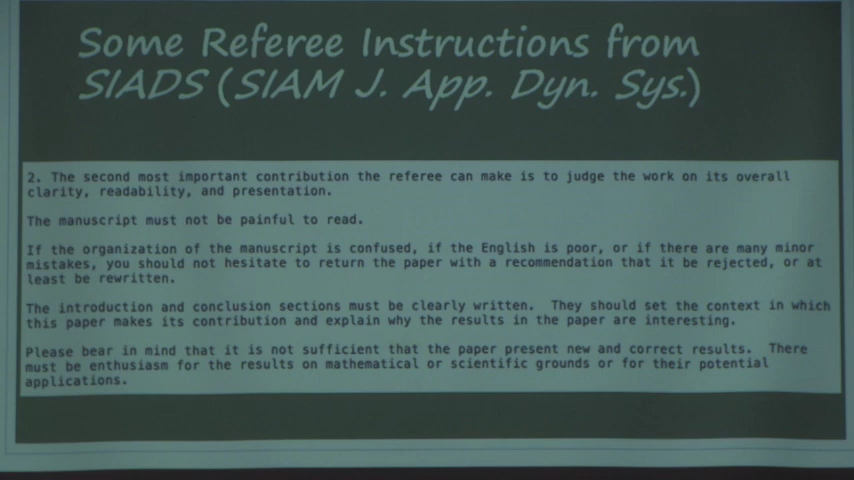 Some Referee Instructions from
SIADS (SIAM J. App. Dyn. Sys.)
2. The second most important contribution the referee can make is to judge the work on its overall
clarity, readability, and presentation.
The manuscript must not be painful to read.
If the organization of the manuscript is confused, if the English is poor, or if there are many minor
mistakes, you should not hesitate to return the paper with a recommendation that it be rejected, or at
least be rewritten.
The introduction and conclusion sections must be clearly written.  They should set the context in which
this paper makes its contribution and explain why the results in the paper are interesting.
Please bear in mind that it is not sufficient that the paper present new and correct results.  There
must be enthusiasm for the results on mathematical or scientific grounds or for their potential
applications.